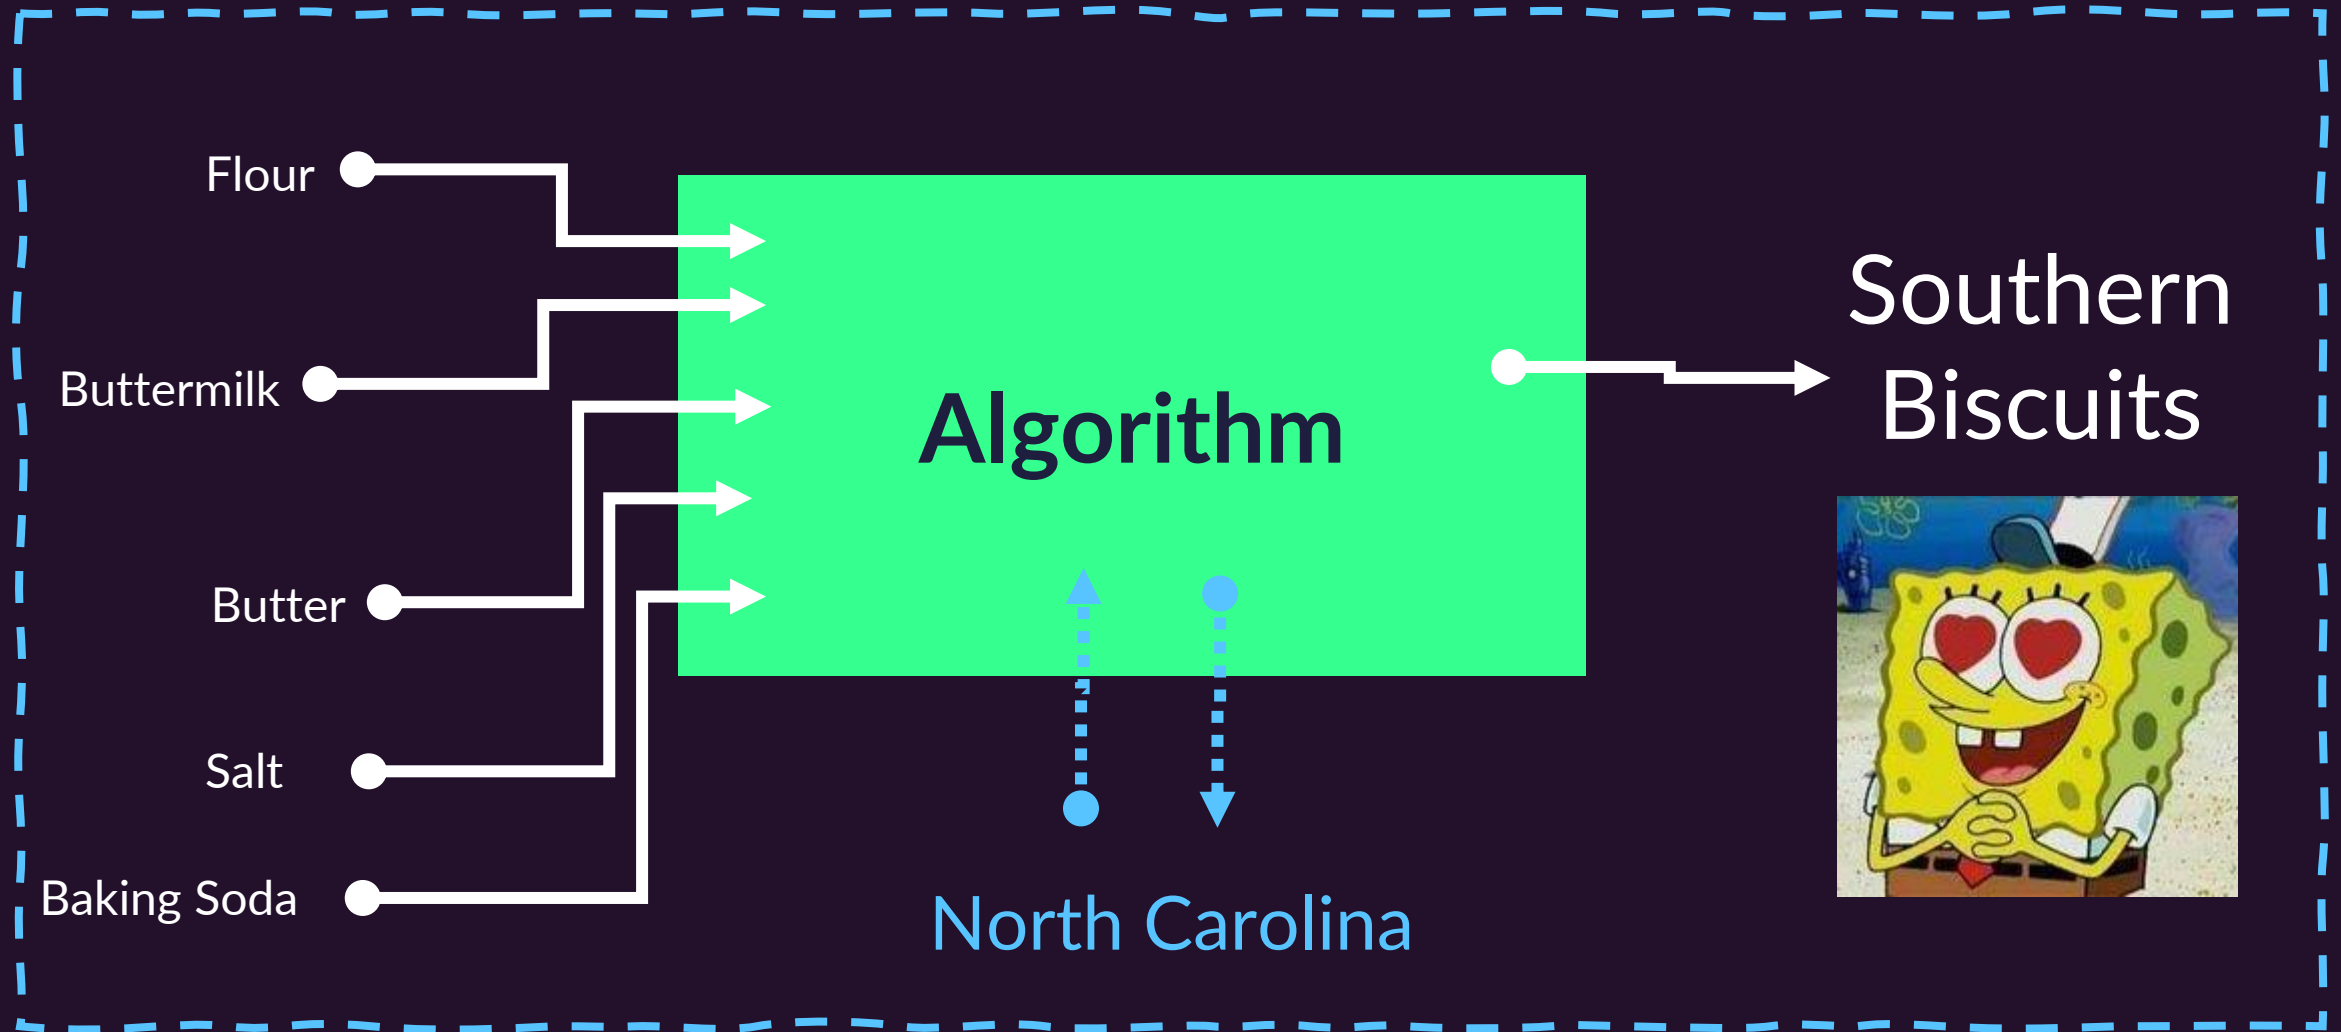 Flour
Buttermilk
Butter
Salt
Baking Soda
Algorithm
North Carolina
Southern
Biscuits